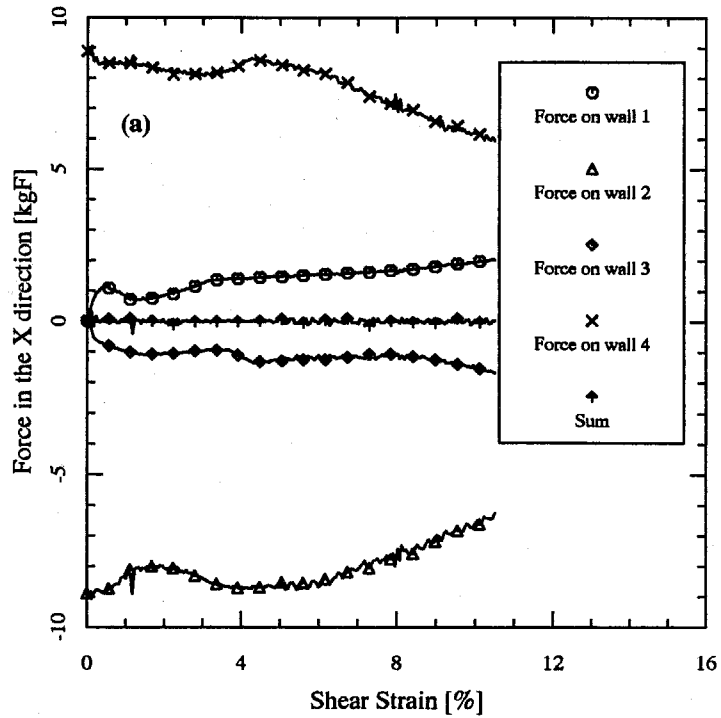 10
5
0
-5
-10
Force in the X direction [kgF]
(a)
Force on wall 1
Force on wall 2
Force on wall 3
Force on wall 4
Sum
0
4
8
12
16
Shear Strain [%]